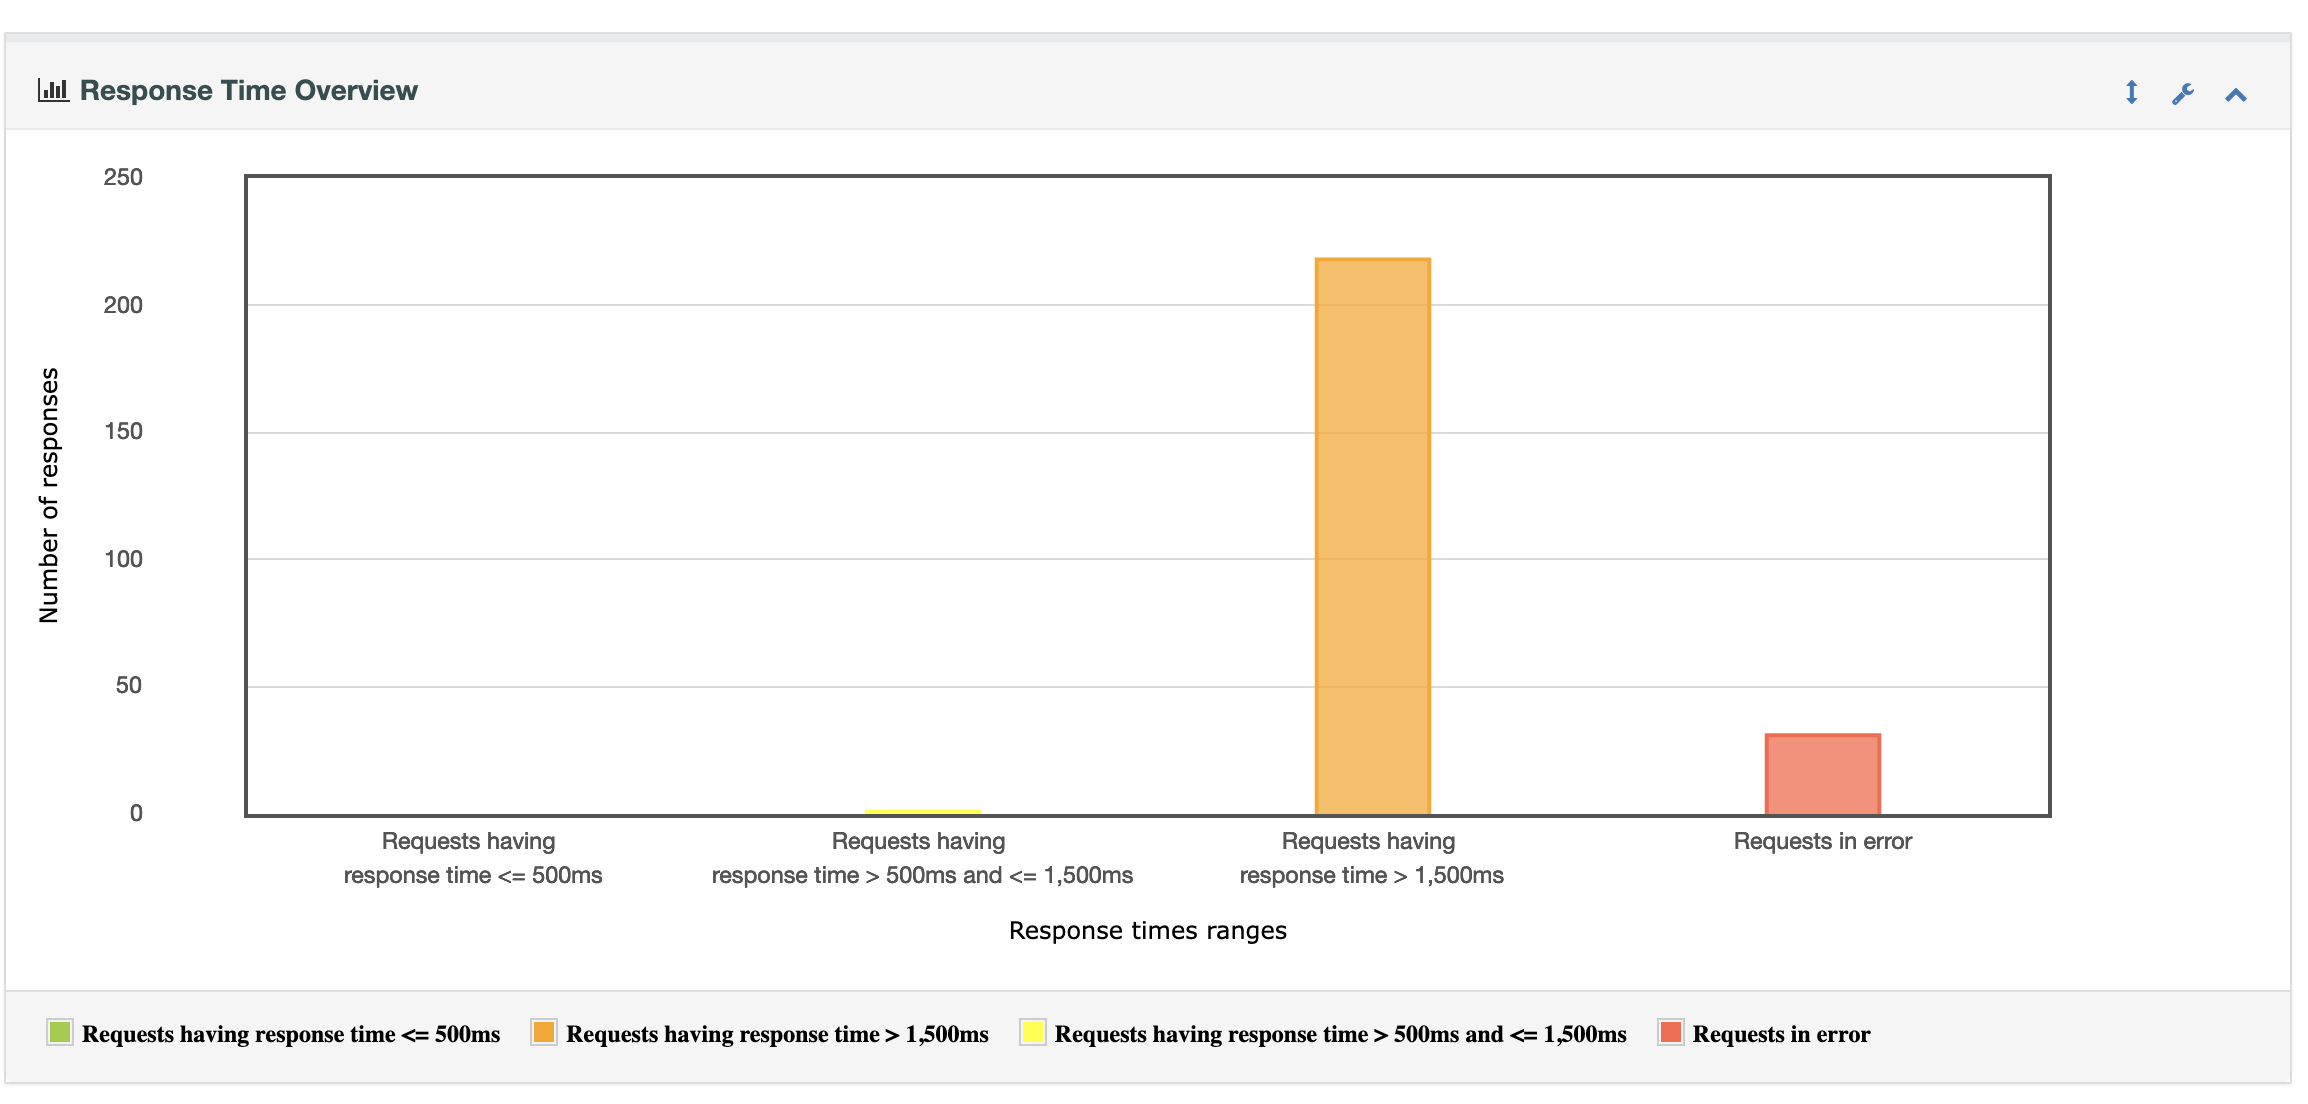 Response Time Overview
250
200
150
100
50
0
Number of responses
Requests having
response time <= 500ms
Requests having
response time > 500ms and <= 1,500ms
Requests having
response time > 1,500ms
Requests in error
Response times ranges
Requests having response time <= 500ms
Requests having response time > 1,500ms
Requests having response time > 500ms and <= 1,500ms
Requests in error